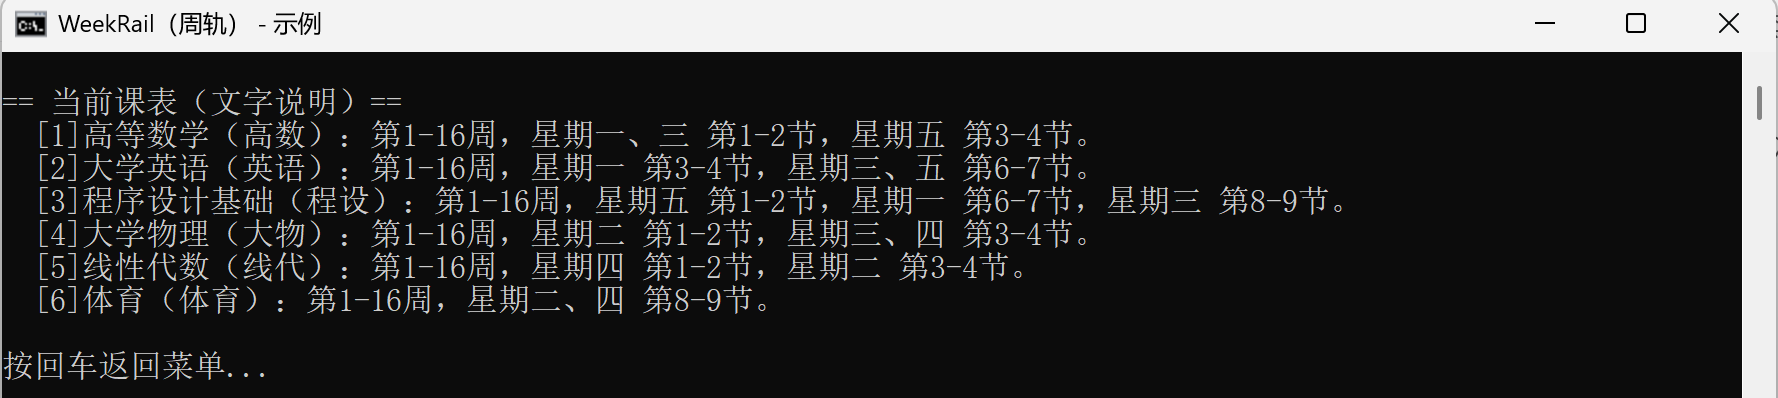 WeekRail（周轨） - 示例
== 当前课表（文字说明）==
[1]高等数学（高数）：第1-16周，星期一、三 第1-2节，星期五 第3-4节。
[2]大学英语（英语）：第1-16周，星期一 第3-4节，星期三、五 第6-7节。
[3]程序设计基础（程设）：第1-16周，星期五 第1-2节，星期一 第6-7节，星期三 第8-9节。
[4]大学物理（大物）：第1-16周，星期二 第1-2节，星期三、四 第3-4节。
[5]线性代数（线代）：第1-16周，星期四 第1-2节，星期二 第3-4节。
[6]体育（体育）：第1-16周，星期二、四 第8-9节。
按回车返回菜单...